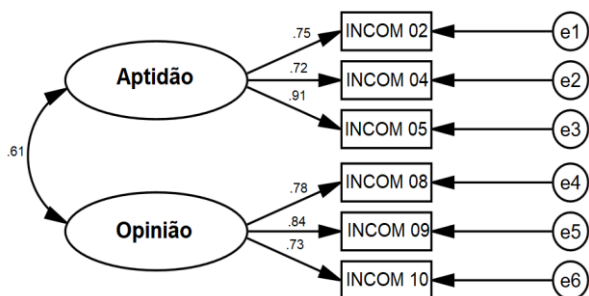 .75
INCOM 02
e1
Aptidão
.72
INCOM 04
e2
.91
INCOM 05
e3
.61
.78
INCOM 08
e4
Opinião
.84
INCOM 09
e5
.73
INCOM 10
e6